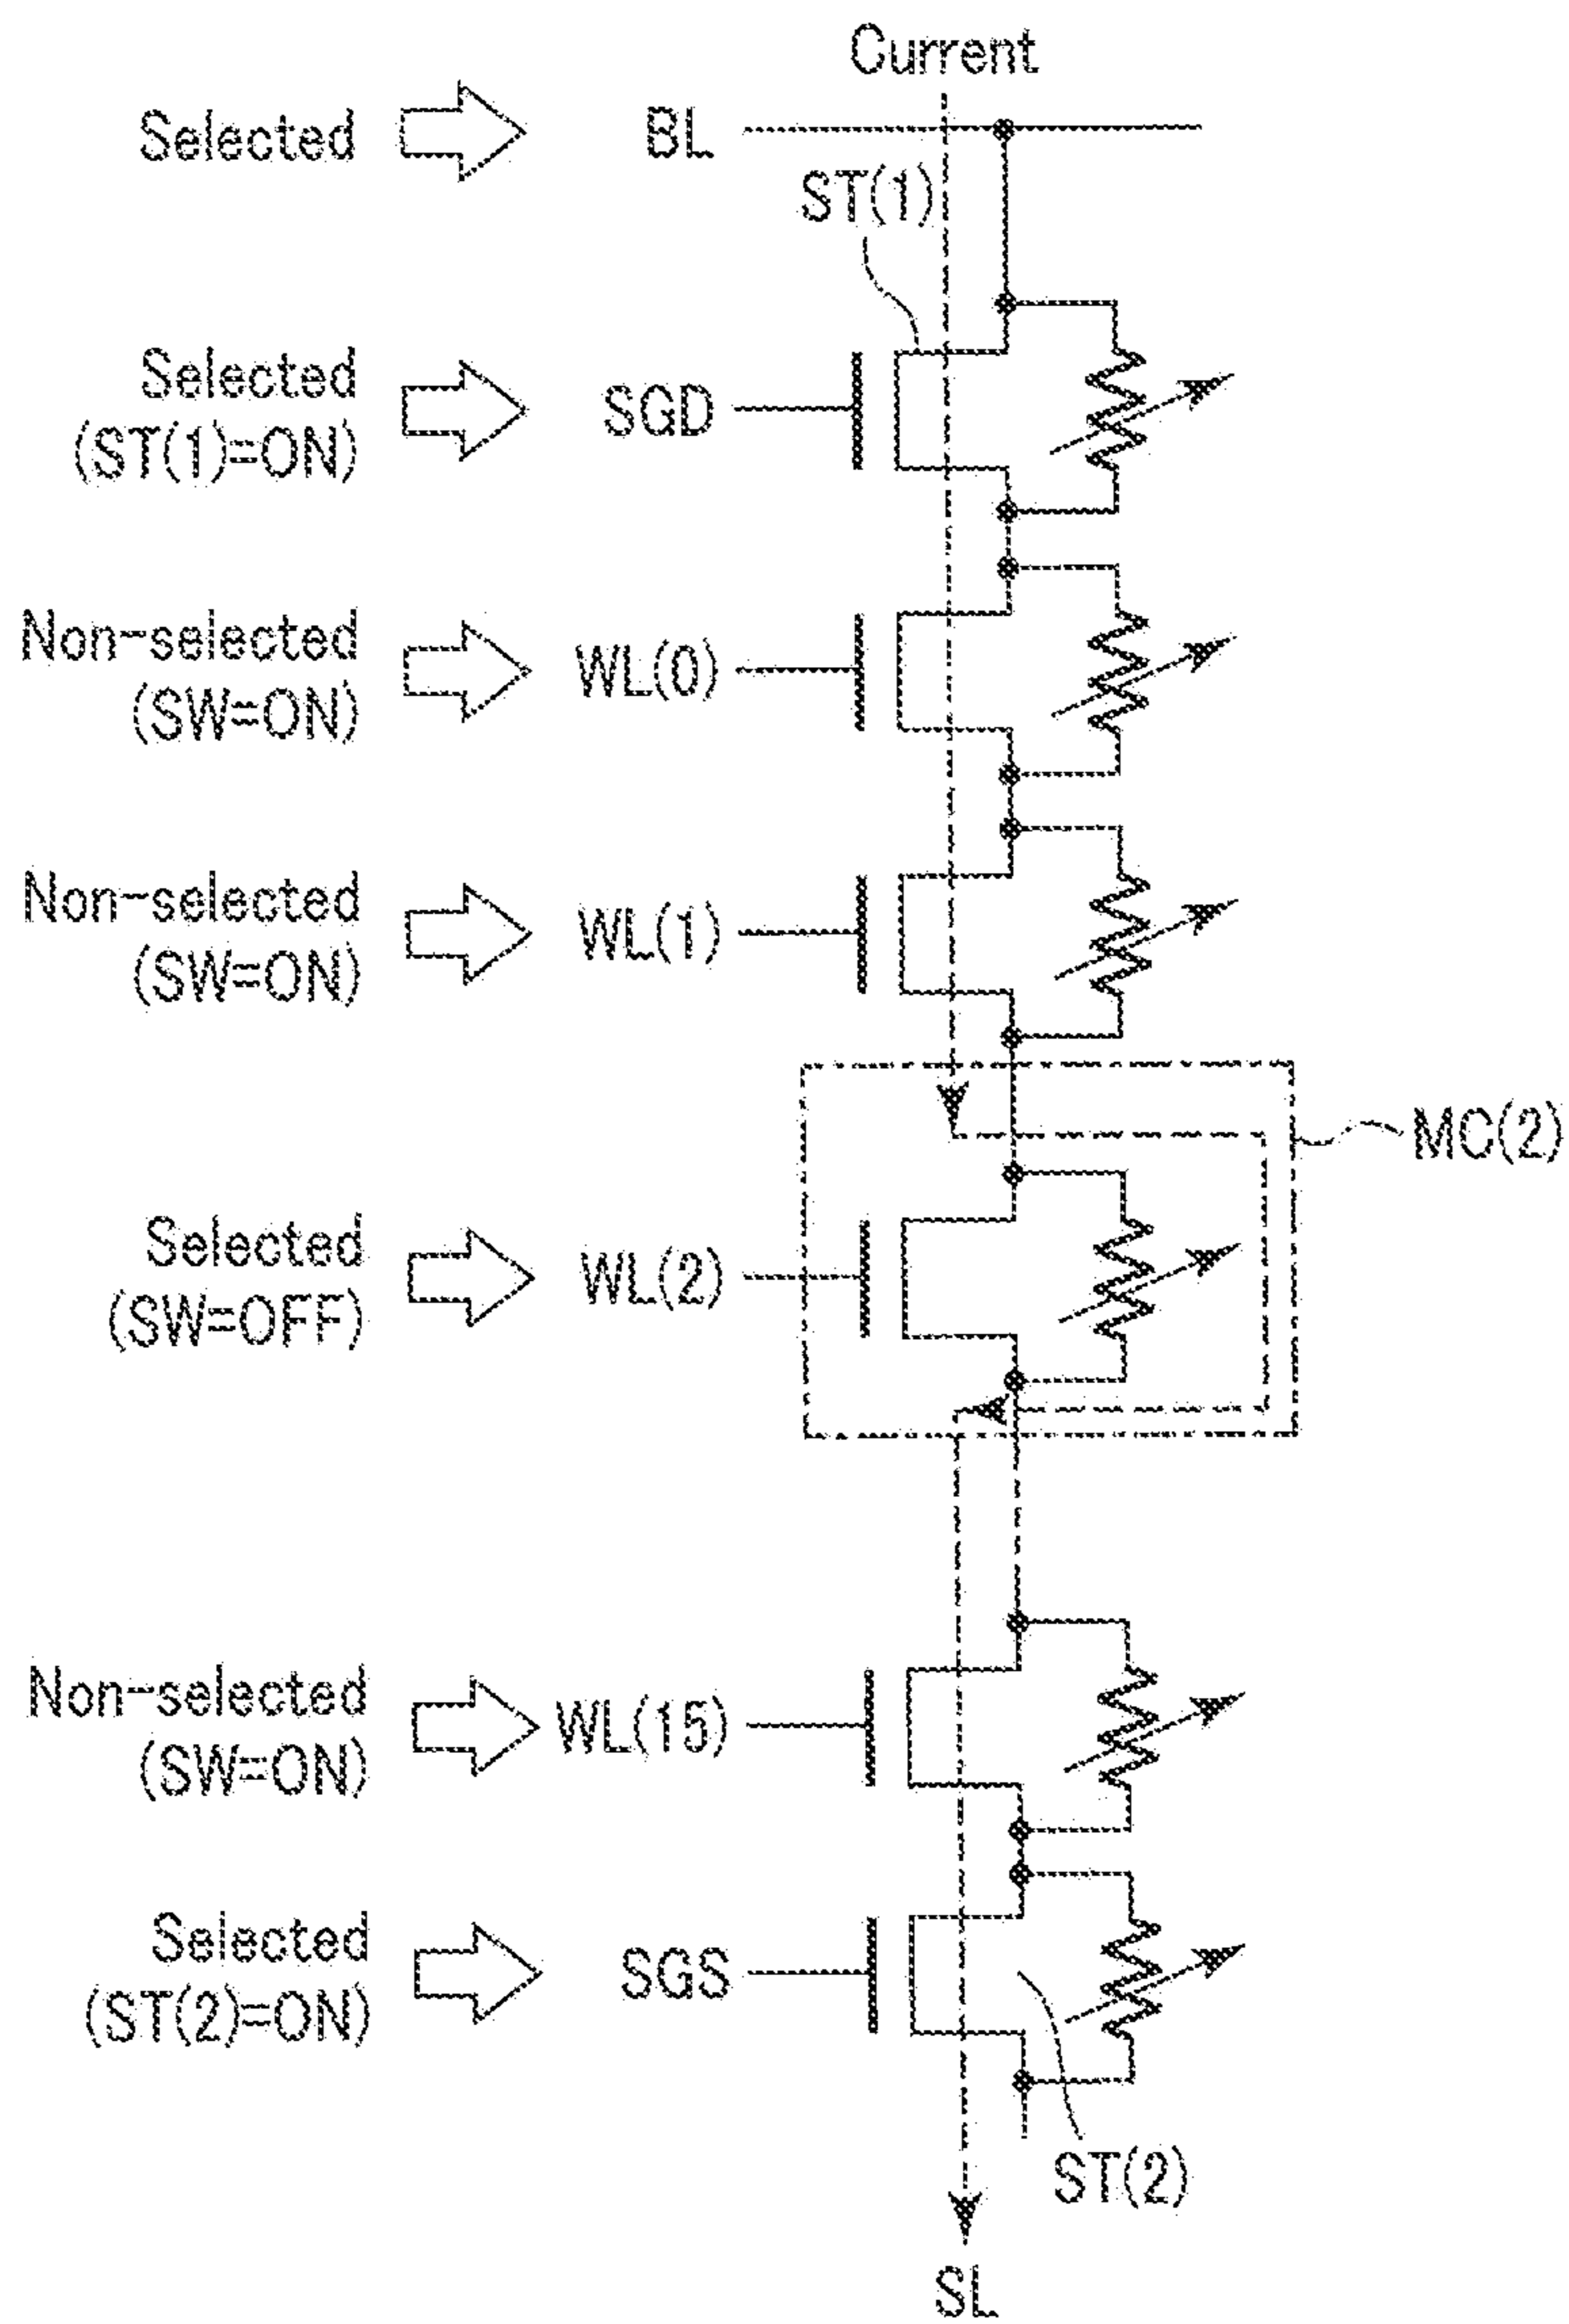 Current
Selected BL
ST(1)
Selected
(ST(1)=ON) SGD
Non-selected
(SW=ON) WL(0)
Non-selected
(SW=ON) WL(1)
MC(2)
Selected
(SW=OFF) WL(2)
Non-selected
(SW=ON) WL(15)
Selected
(ST(2)=ON) SGS
ST(2)
SL